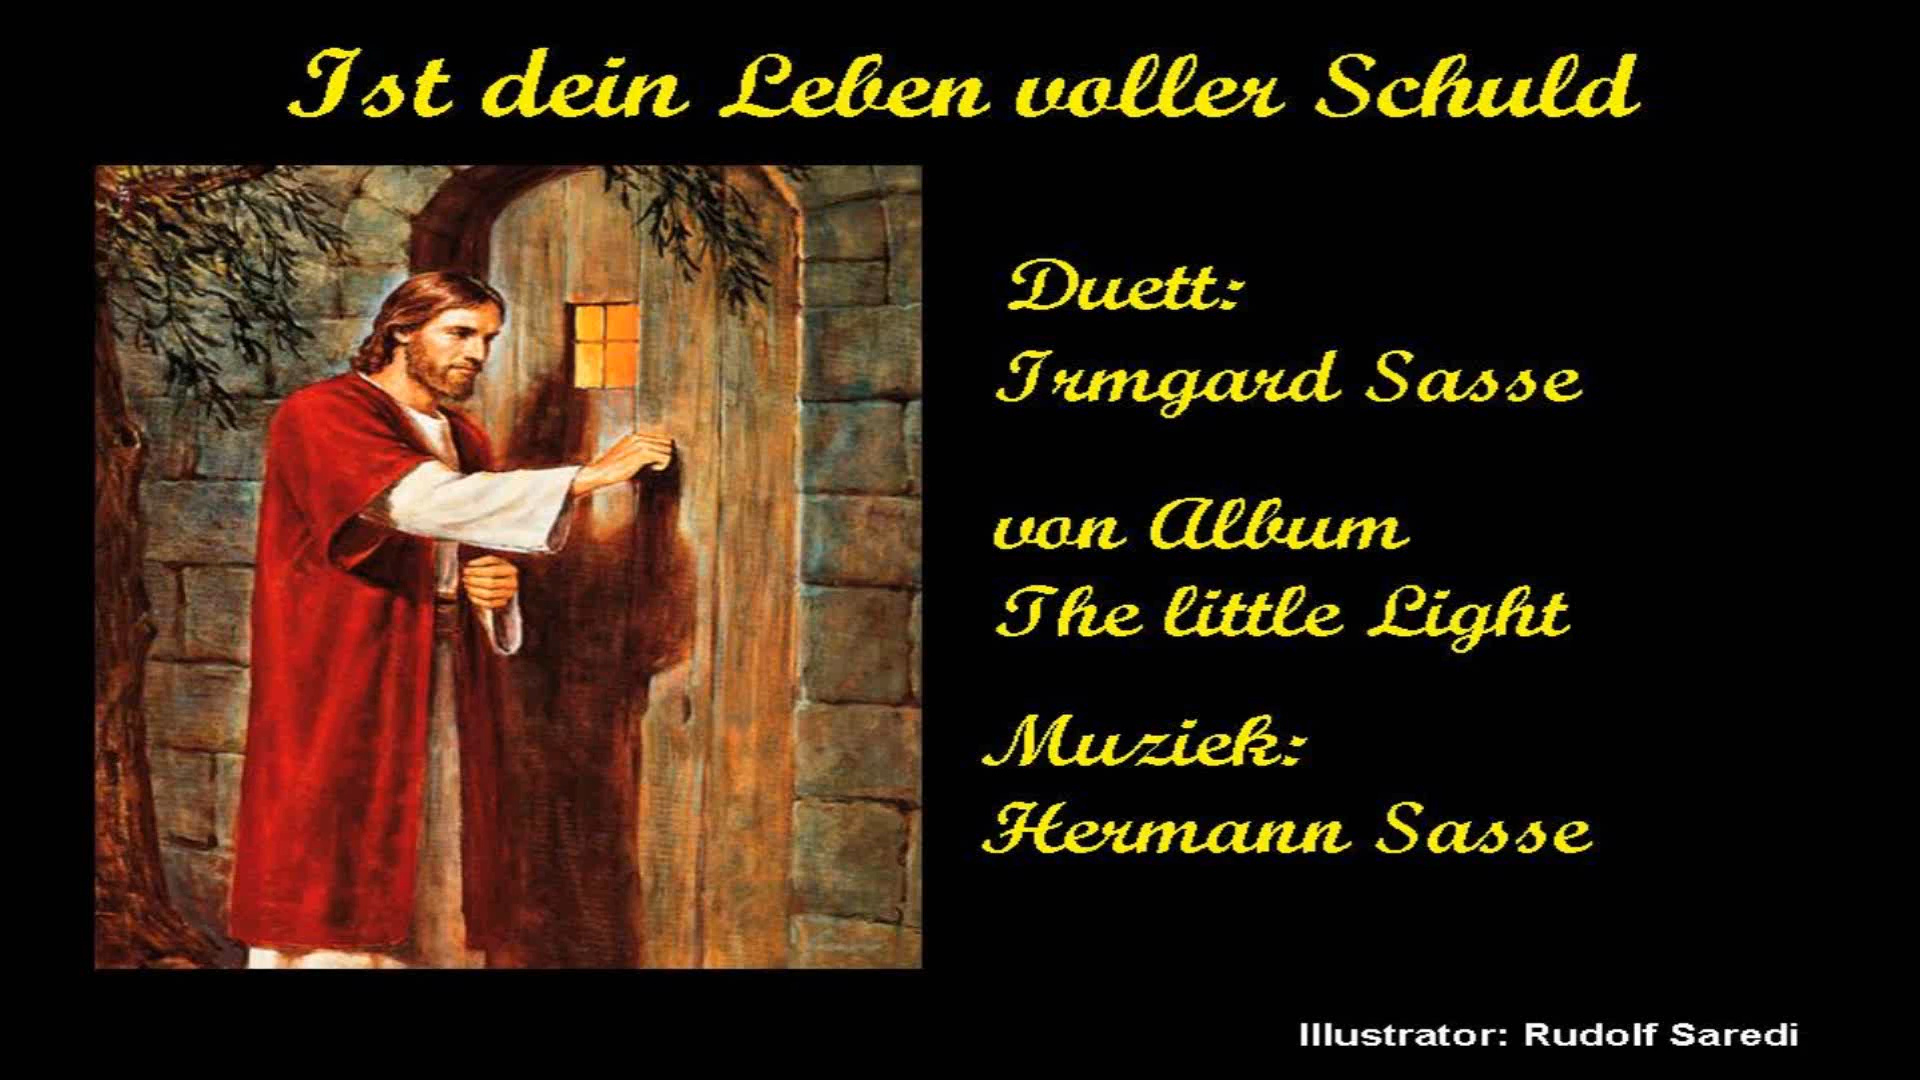 Ist dein Leben voller Schuld
Duett:
Irmgard Sasse
von Album
The little Light
Muziek:
Hermann Sasse
Illustrator: Rudolf Saredi